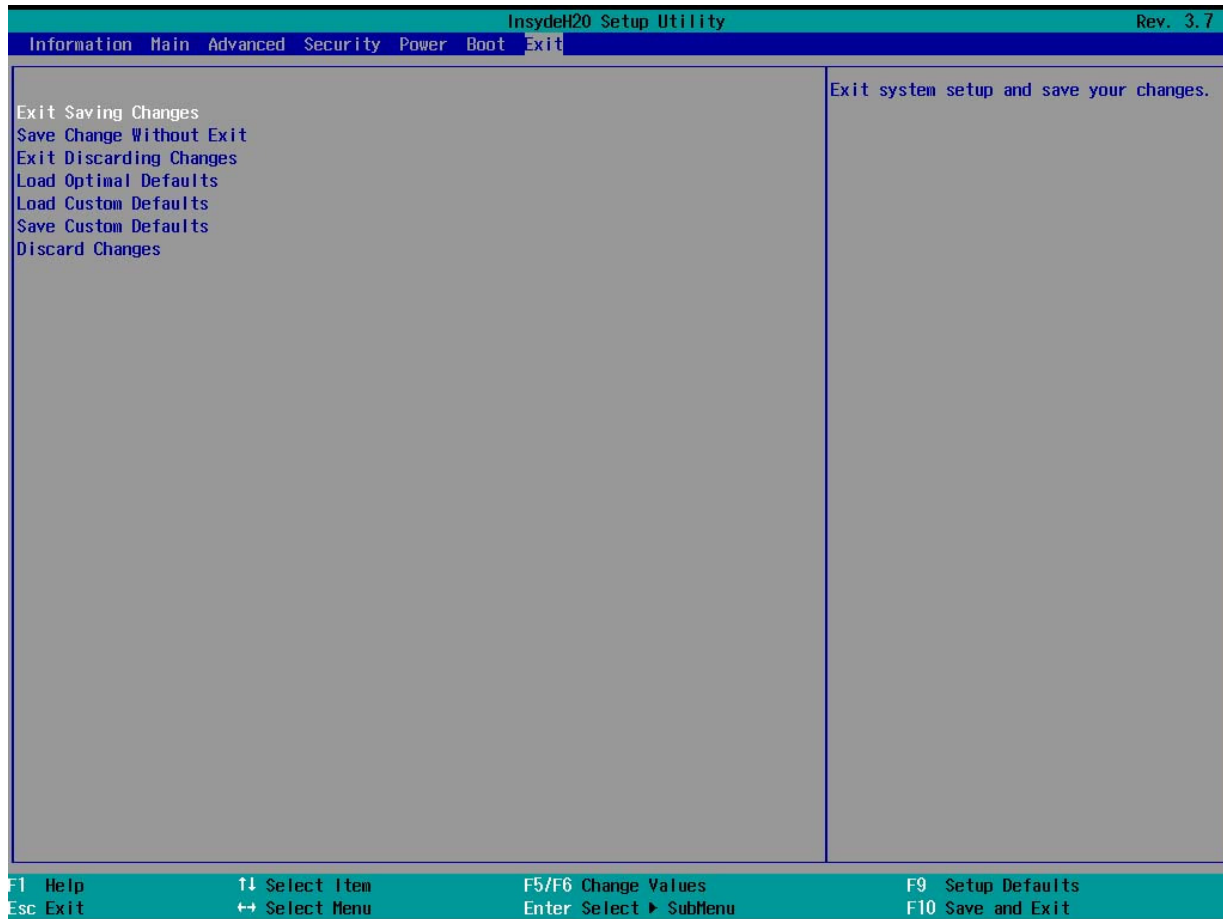 InsydeH20 Setup Utility Rev. 3.7
Information Main Advanced Security Power Boot Exit
Exit Saving Changes
Save Change Without Exit
Exit Discarding Changes
Load Optimal Defaults
Load Custom Defaults
Save Custom Defaults
Discard Changes
Exit system setup and save your changes.
F1 Help ↑↓ Select Item F5/F6 Change Values F9 Setup Defaults
Esc Exit ←→ Select Menu Enter Select ▶ SubMenu F10 Save and Exit